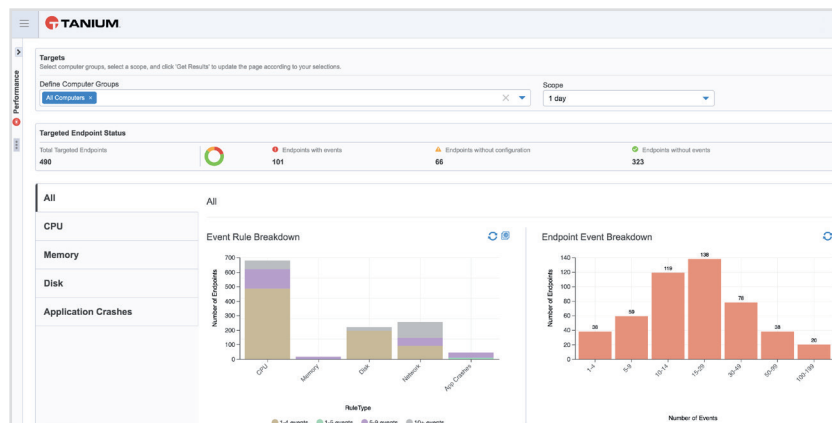 TANIUM
Performance
Targets
Select computer groups, select a scope, and click 'Get Results' to update the page according to your selections.
Define Computer Groups
All Computers ×
Scope
1 day
Targeted Endpoint Status
Total Targeted Endpoints
490
Endpoints with events
101
Endpoints without configuration
66
Endpoints without events
323
All
CPU
Memory
Disk
Application Crashes
All
Event Rule Breakdown
Number of Endpoints
700
600
500
400
300
200
100
0
CPU
Memory
Disk
Network
App Crashes
RuleType
1-4 events 1-5 events 5-9 events 10+ events
Endpoint Event Breakdown
Number of Endpoints
140
120
100
80
60
40
20
0
38
59
119
138
78
38
20
1-4
5-9
10-14
15-29
30-49
50-99
100-199
Number of Events